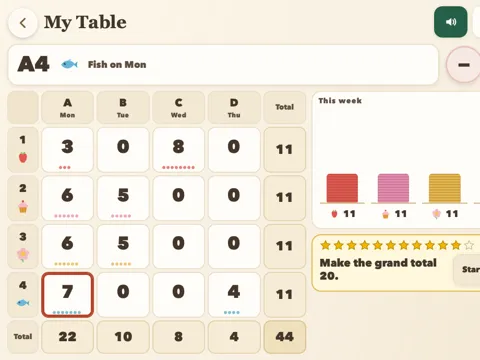 My Table
A4 Fish on Mon
A B C D Total
Mon Tue Wed Thu
1 3 0 8 0 11
2 6 5 0 0 11
3 6 5 0 0 11
4 7 0 0 4 11
Total 22 10 8 4 44
This week
11 11 11
Make the grand total
20.